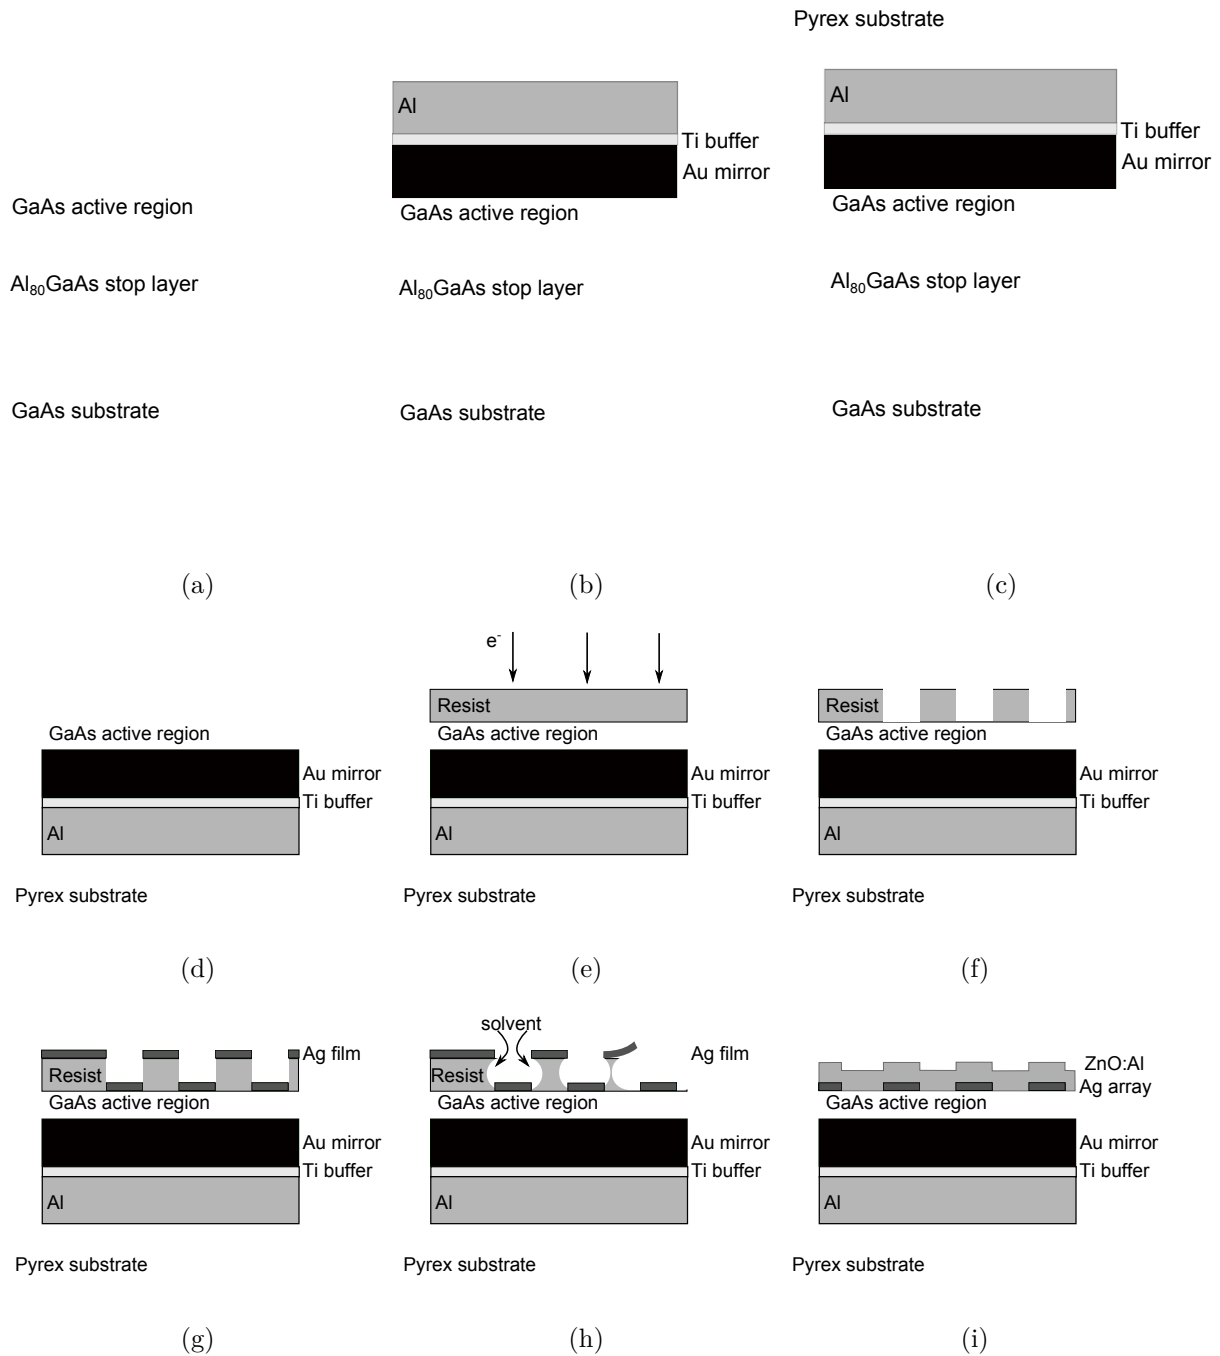 GaAs active region
Al₈₀GaAs stop layer
GaAs substrate
(a)
Al
Ti buffer
Au mirror
GaAs active region
Al₈₀GaAs stop layer
GaAs substrate
(b)
Pyrex substrate
Al
Ti buffer
Au mirror
GaAs active region
Al₈₀GaAs stop layer
GaAs substrate
(c)
GaAs active region
Au mirror
Ti buffer
Al
Pyrex substrate
(d)
e⁻
Resist
GaAs active region
Au mirror
Ti buffer
Al
Pyrex substrate
(e)
Resist
GaAs active region
Au mirror
Ti buffer
Al
Pyrex substrate
(f)
Ag film
Resist
GaAs active region
Au mirror
Ti buffer
Al
Pyrex substrate
(g)
solvent
Ag film
Resist
GaAs active region
Au mirror
Ti buffer
Al
Pyrex substrate
(h)
ZnO:Al
Ag array
GaAs active region
Au mirror
Ti buffer
Al
Pyrex substrate
(i)